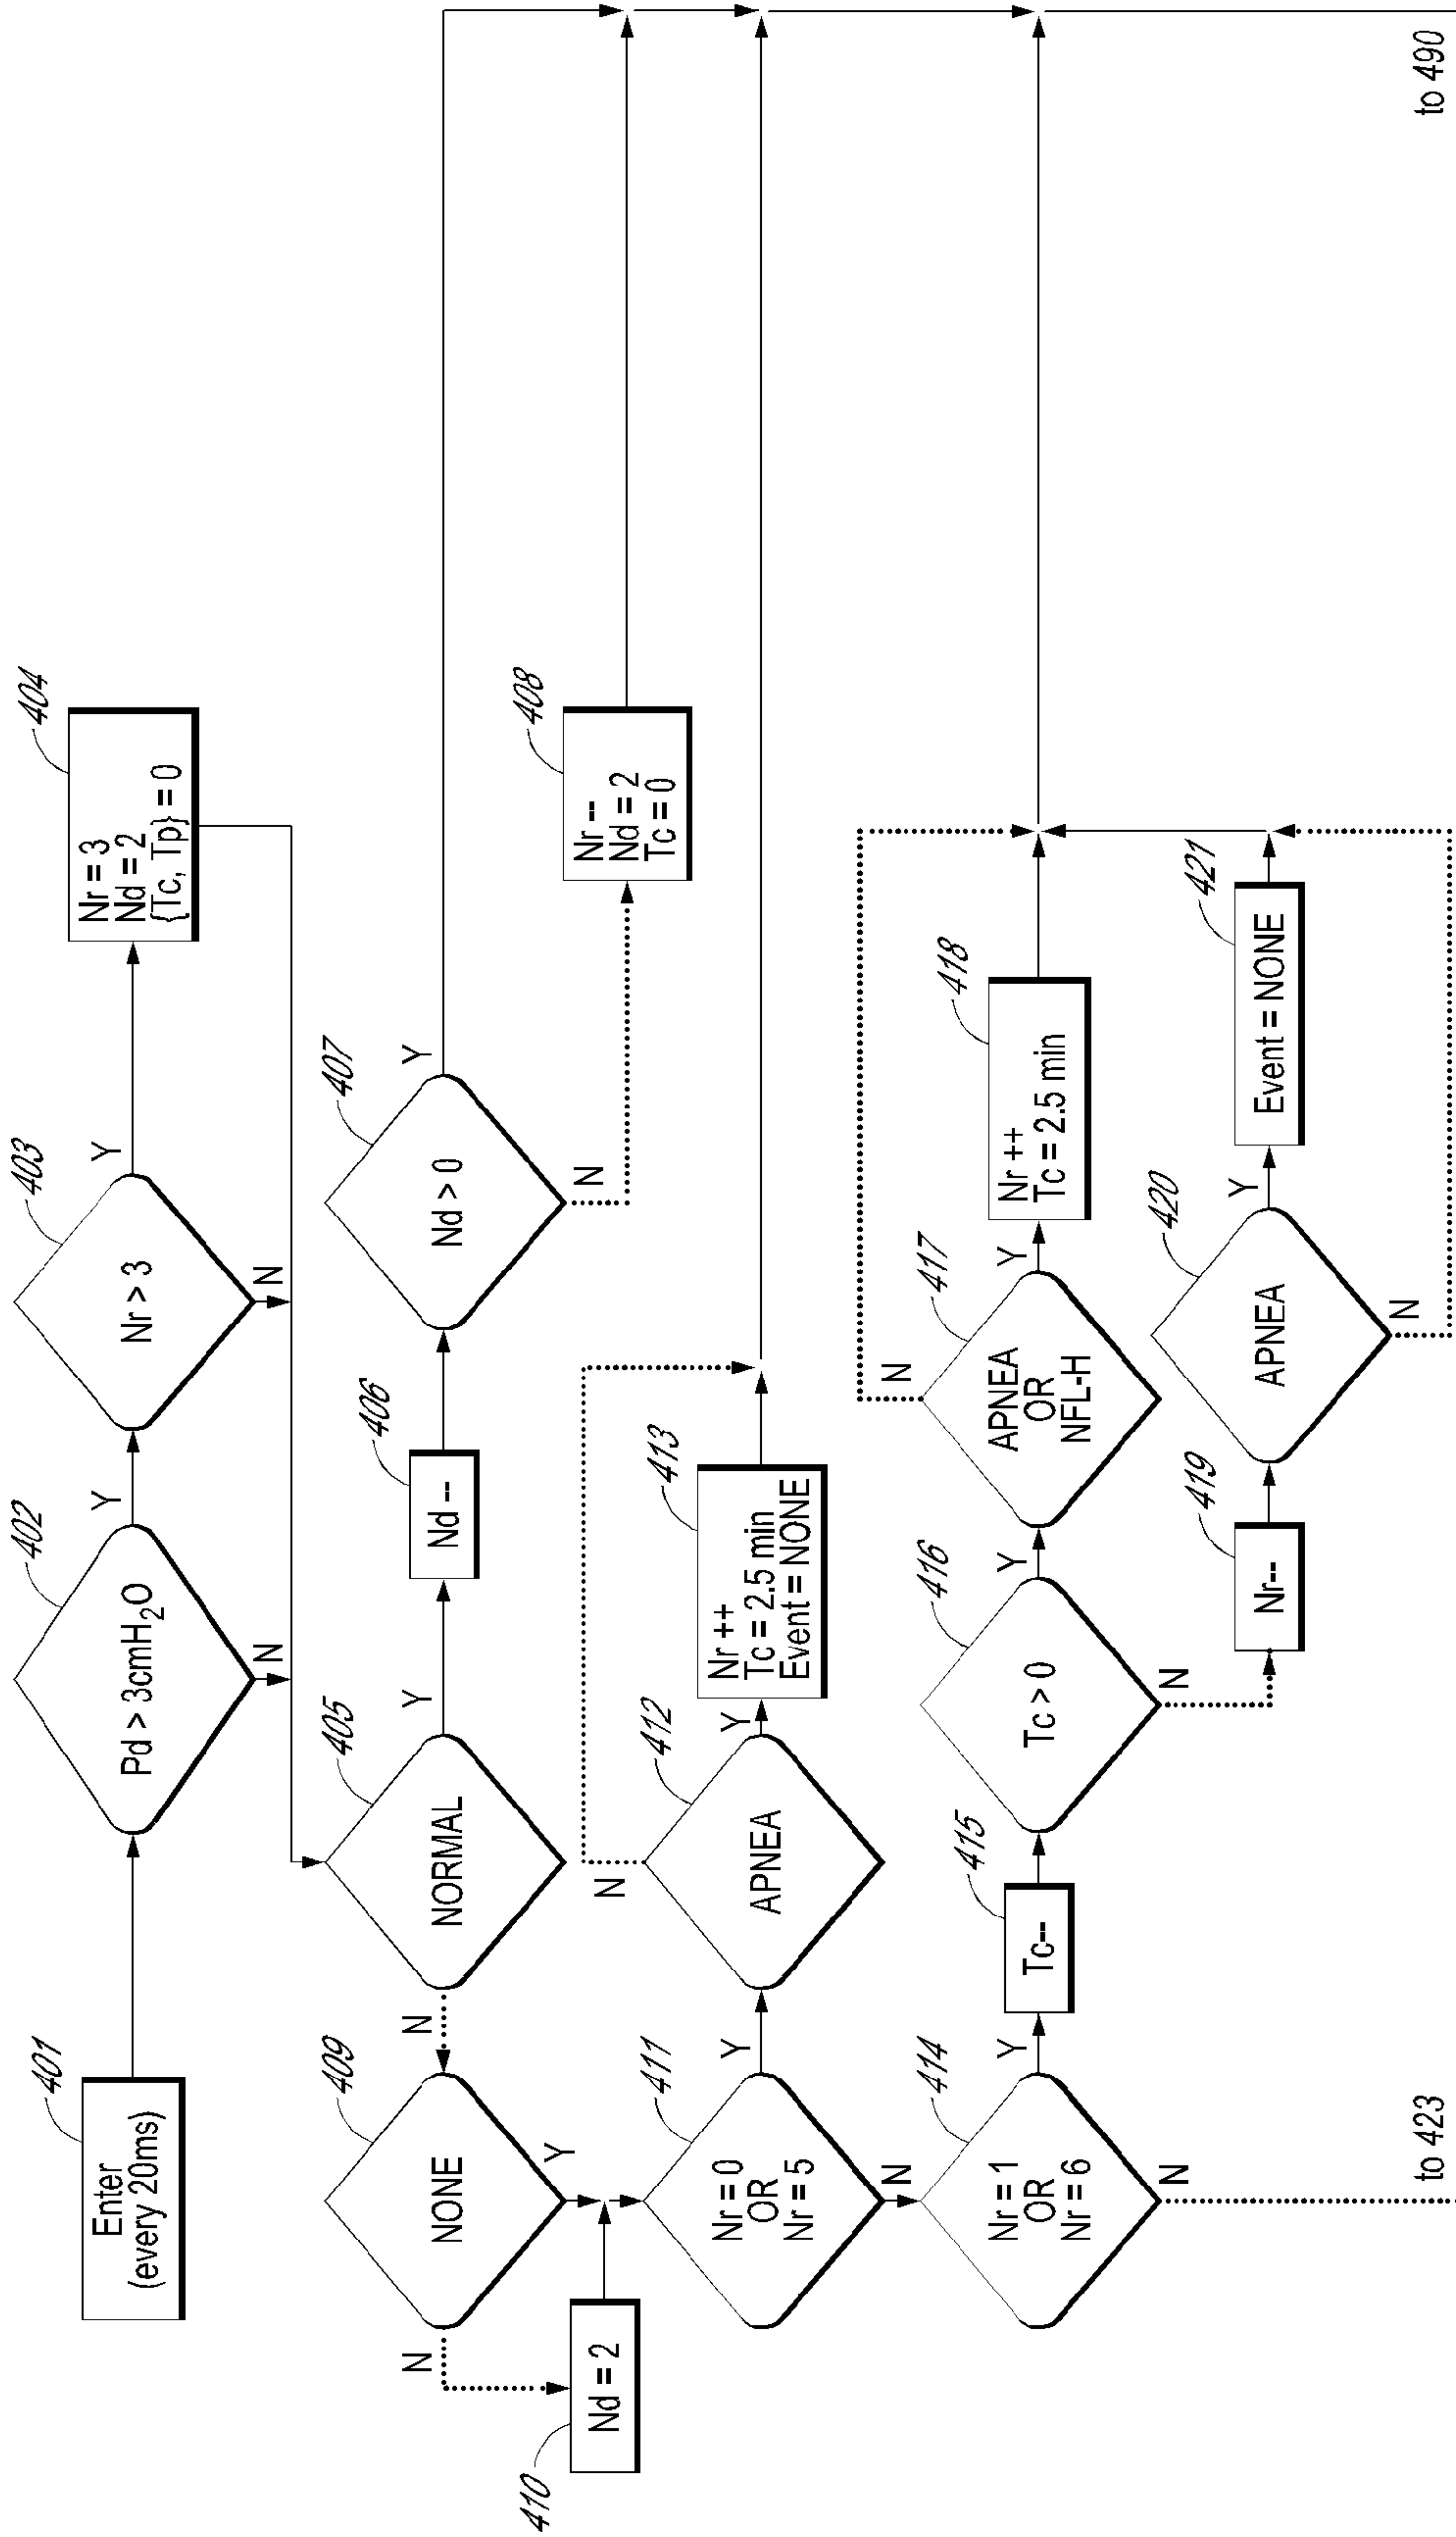 401
Enter
(every 20ms)
402
Pd > 3cmH₂O
Y
N
403
Nr > 3
Y
N
404
Nr = 3
Nd = 2
{Tc, Tp} = 0
405
NORMAL
Y
N
406
Nd --
407
Nd > 0
Y
N
408
Nr --
Nd = 2
Tc = 0
409
NONE
Y
N
410
Nd = 2
411
Nr = 0
OR
Nr = 5
Y
N
412
APNEA
Y
N
413
Nr ++
Tc = 2.5 min
Event = NONE
414
Nr = 1
OR
Nr = 6
Y
N
415
Tc--
416
Tc > 0
Y
N
417
APNEA
OR
NFL-H
Y
N
418
Nr ++
Tc = 2.5 min
419
Nr--
420
APNEA
Y
N
421
Event = NONE
to 423
to 490